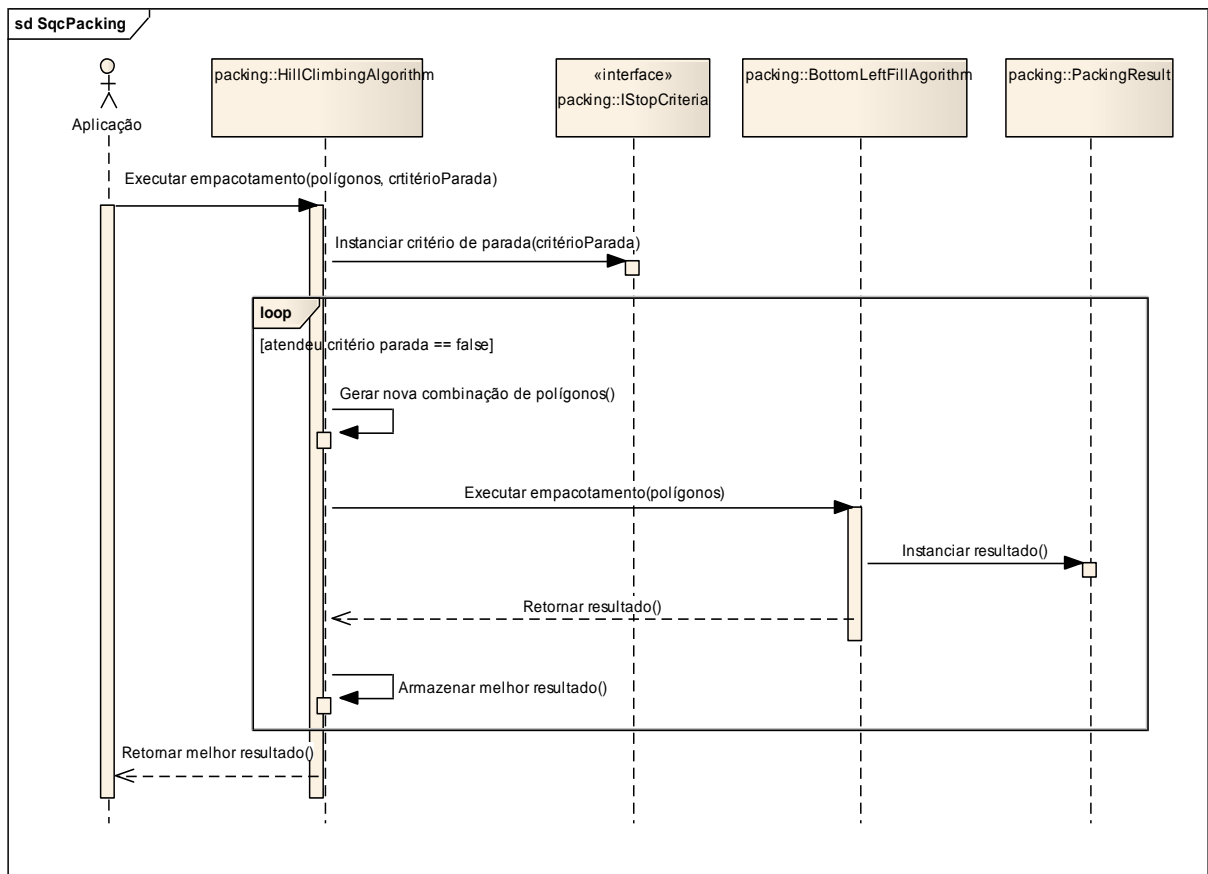 sd SqcPacking
Aplicação
packing::HillClimbingAlgorithm
«interface»
packing::IStopCriteria
packing::BottomLeftFillAgorithm
packing::PackingResult
Executar empacotamento(polígonos, crtitérioParada)
Instanciar critério de parada(critérioParada)
loop
[atendeu critério parada == false]
Gerar nova combinação de polígonos()
Executar empacotamento(polígonos)
Instanciar resultado()
Retornar resultado()
Armazenar melhor resultado()
Retornar melhor resultado()